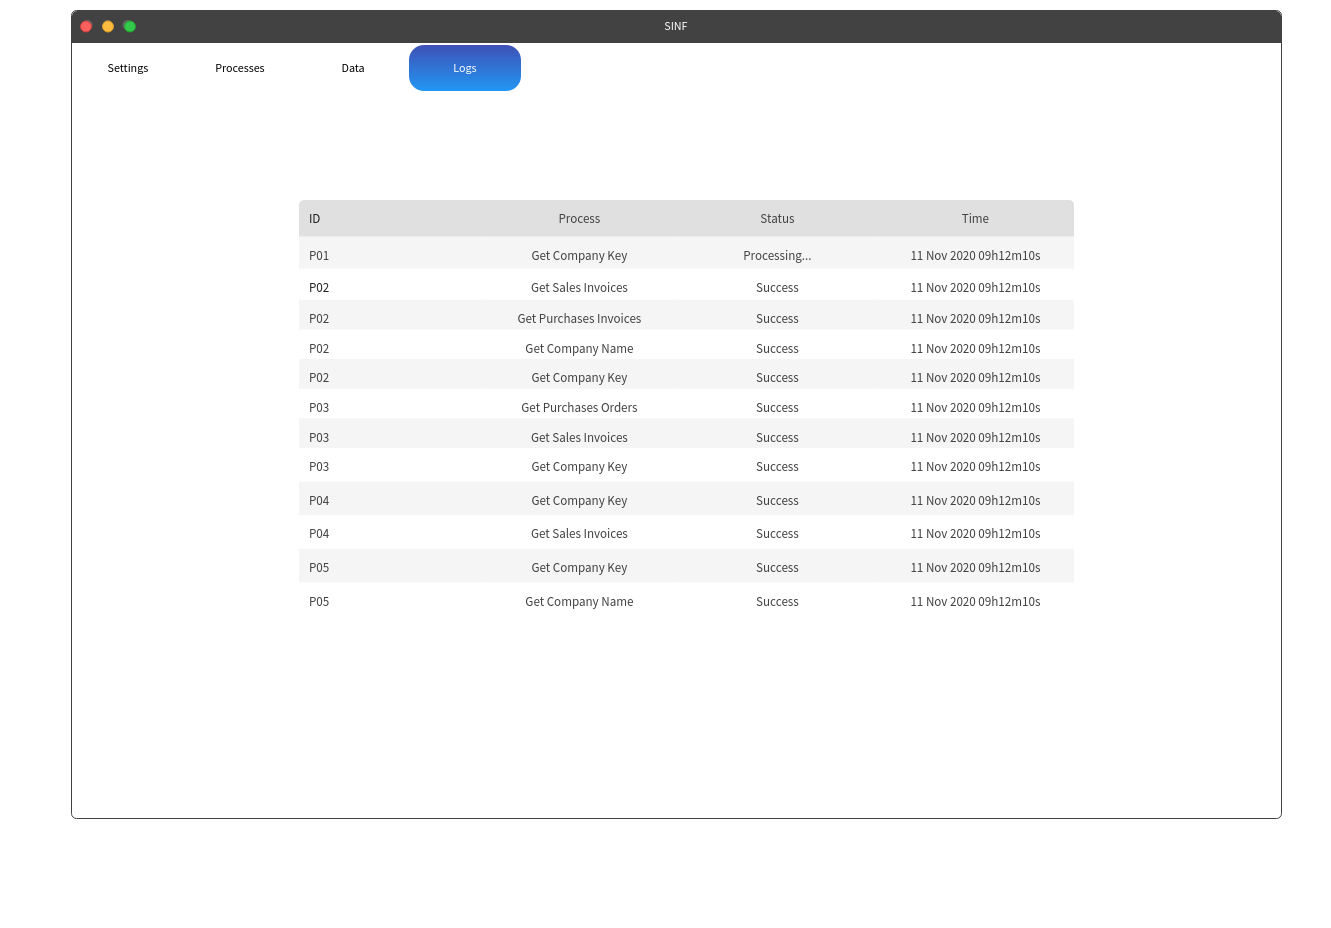 SINF
Settings Processes Data Logs
ID Process Status Time
P01 Get Company Key Processing... 11 Nov 2020 09h12m10s
P02 Get Sales Invoices Success 11 Nov 2020 09h12m10s
P02 Get Purchases Invoices Success 11 Nov 2020 09h12m10s
P02 Get Company Name Success 11 Nov 2020 09h12m10s
P02 Get Company Key Success 11 Nov 2020 09h12m10s
P03 Get Purchases Orders Success 11 Nov 2020 09h12m10s
P03 Get Sales Invoices Success 11 Nov 2020 09h12m10s
P03 Get Company Key Success 11 Nov 2020 09h12m10s
P04 Get Company Key Success 11 Nov 2020 09h12m10s
P04 Get Sales Invoices Success 11 Nov 2020 09h12m10s
P05 Get Company Key Success 11 Nov 2020 09h12m10s
P05 Get Company Name Success 11 Nov 2020 09h12m10s